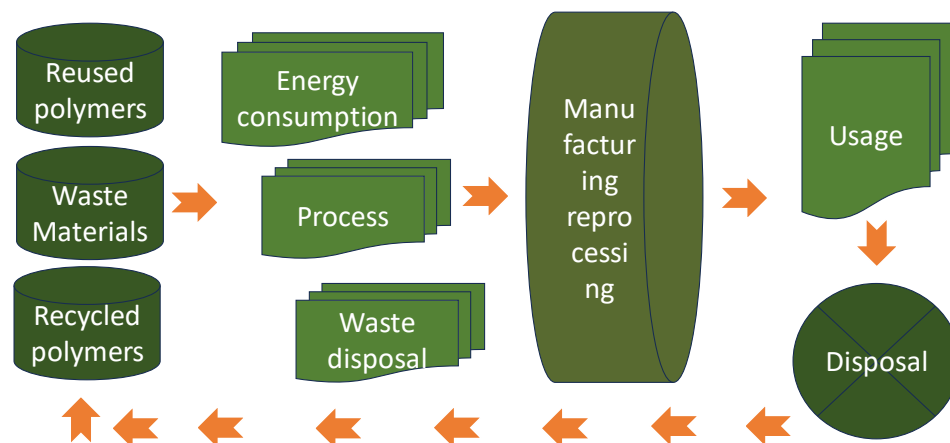 Reused
polymers
Waste
Materials
Recycled
polymers
Energy
consumption
Process
Waste
disposal
Manu
factur
ing
repro
cessi
ng
Usage
Disposal